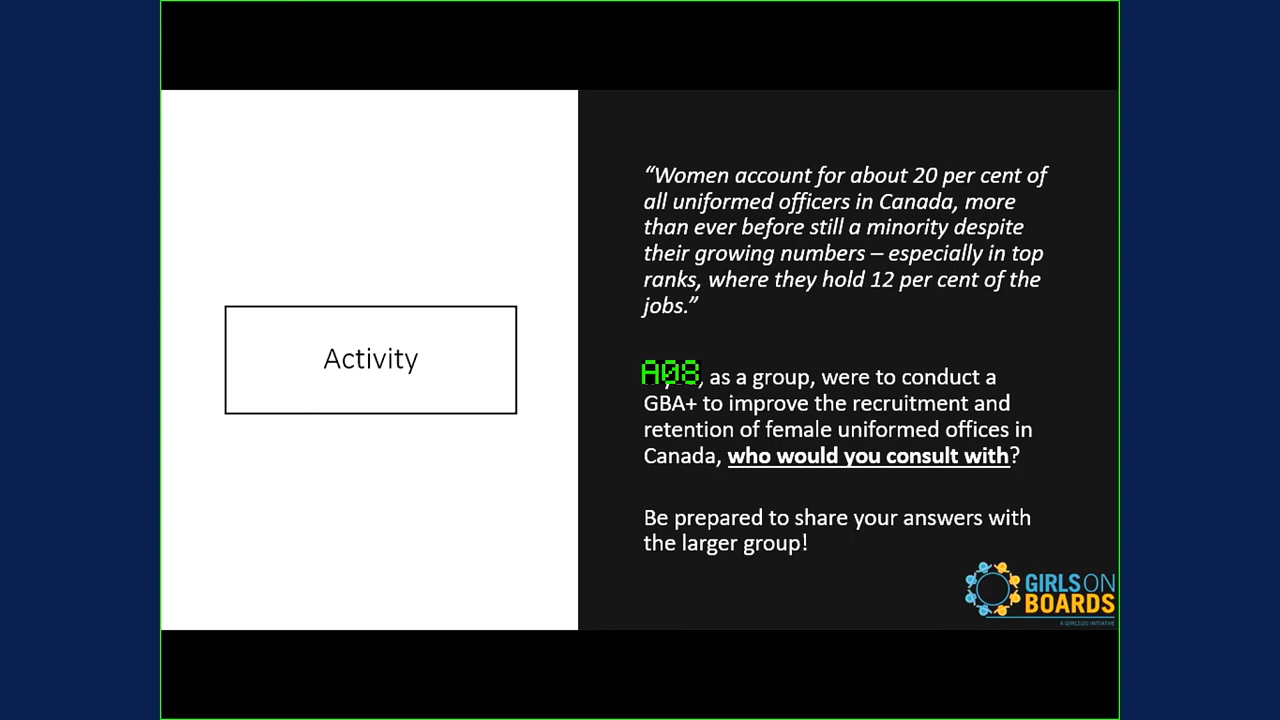 Activity
“Women account for about 20 per cent of
all uniformed officers in Canada, more
than ever before still a minority despite
their growing numbers – especially in top
ranks, where they hold 12 per cent of the
jobs.”
A08, as a group, were to conduct a
GBA+ to improve the recruitment and
retention of female uniformed offices in
Canada, who would you consult with?
Be prepared to share your answers with
the larger group!
GIRLS ON
BOARDS
A GIRLS20 INITIATIVE